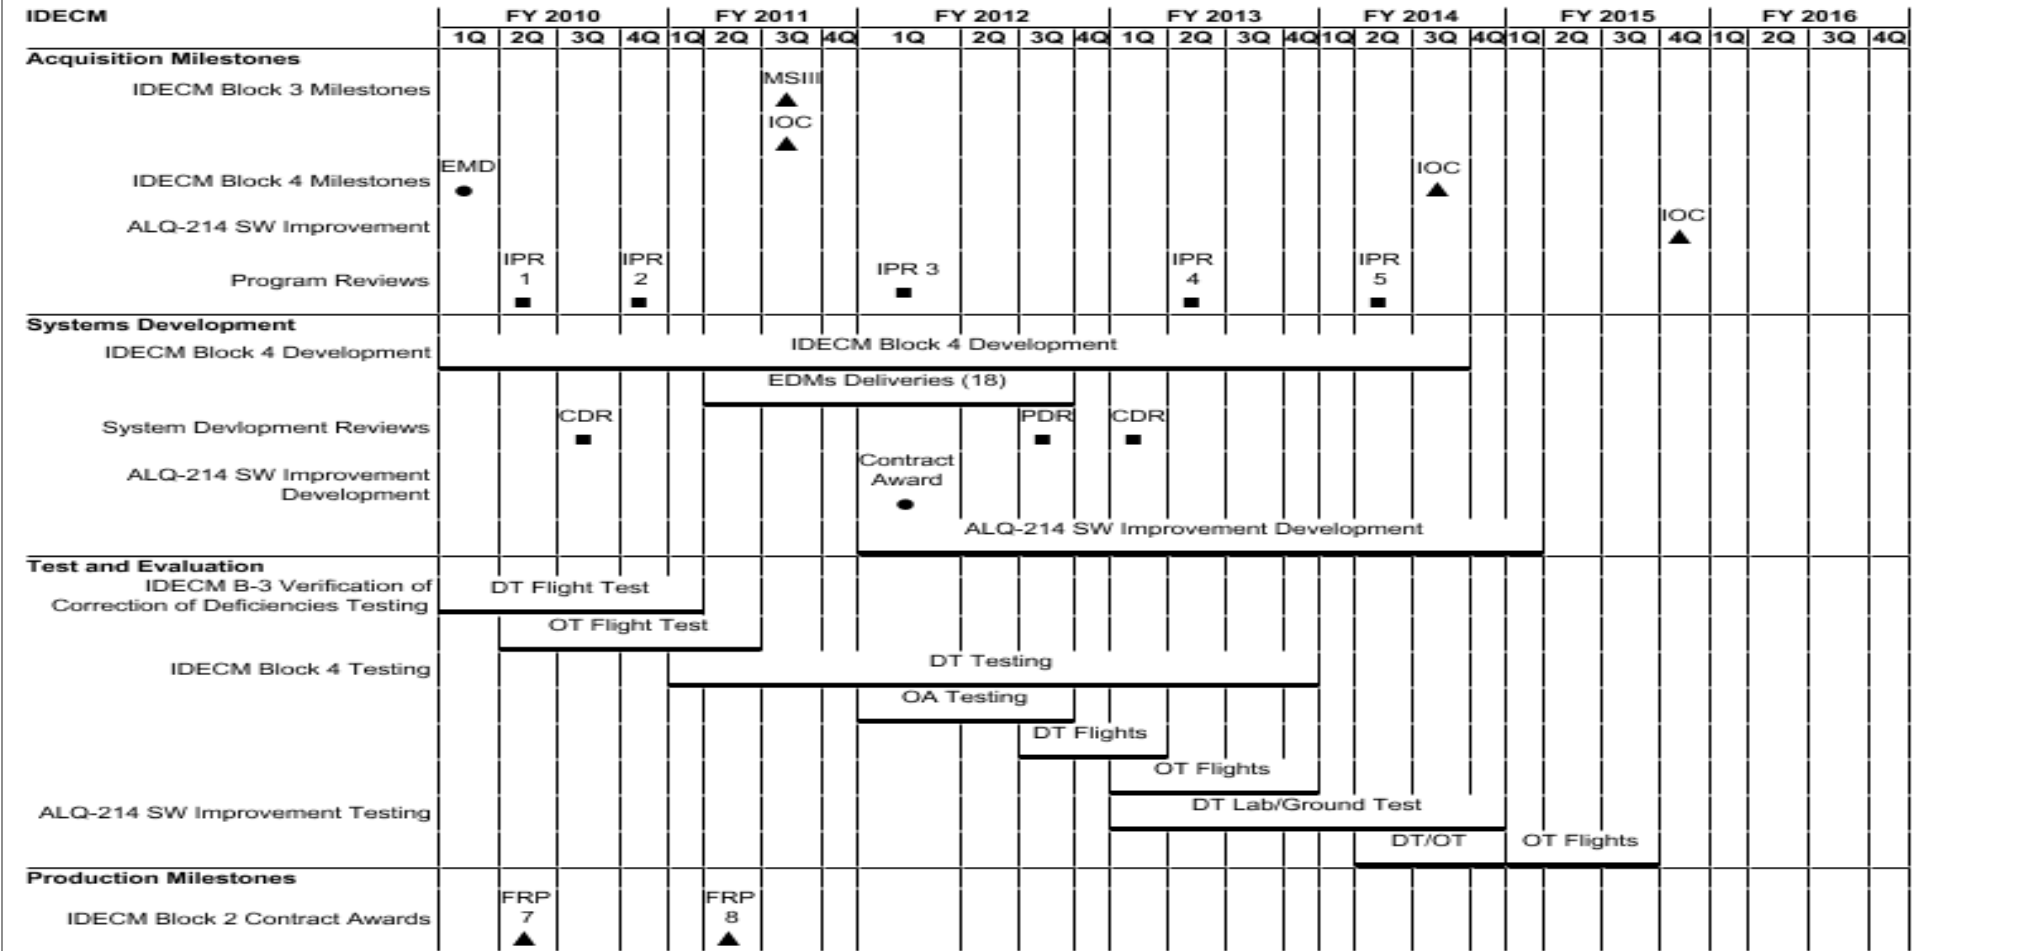 IDECM FY 2010 FY 2011 FY 2012 FY 2013 FY 2014 FY 2015 FY 2016
1Q 2Q 3Q 4Q 1Q 2Q 3Q 4Q 1Q 2Q 3Q 4Q 1Q 2Q 3Q 4Q 1Q 2Q 3Q 4Q 1Q 2Q 3Q 4Q 1Q 2Q 3Q 4Q
Acquisition Milestones
MSIII
IDECM Block 3 Milestones
IOC
EMD IOC
IDECM Block 4 Milestones
IOC
ALQ-214 SW Improvement
IPR IPR IPR 3 IPR IPR
Program Reviews 1 2 4 5
Systems Development
IDECM Block 4 Development IDECM Block 4 Development
EDMs Deliveries (18)
CDR PDR CDR
System Devlopment Reviews
Contract
ALQ-214 SW Improvement Award
Development
ALQ-214 SW Improvement Development
Test and Evaluation
IDECM B-3 Verification of DT Flight Test
Correction of Deficiencies Testing
OT Flight Test
IDECM Block 4 Testing DT Testing
OA Testing
DT Flights
OT Flights
ALQ-214 SW Improvement Testing DT Lab/Ground Test
DT/OT OT Flights
Production Milestones
FRP FRP
IDECM Block 2 Contract Awards 7 8